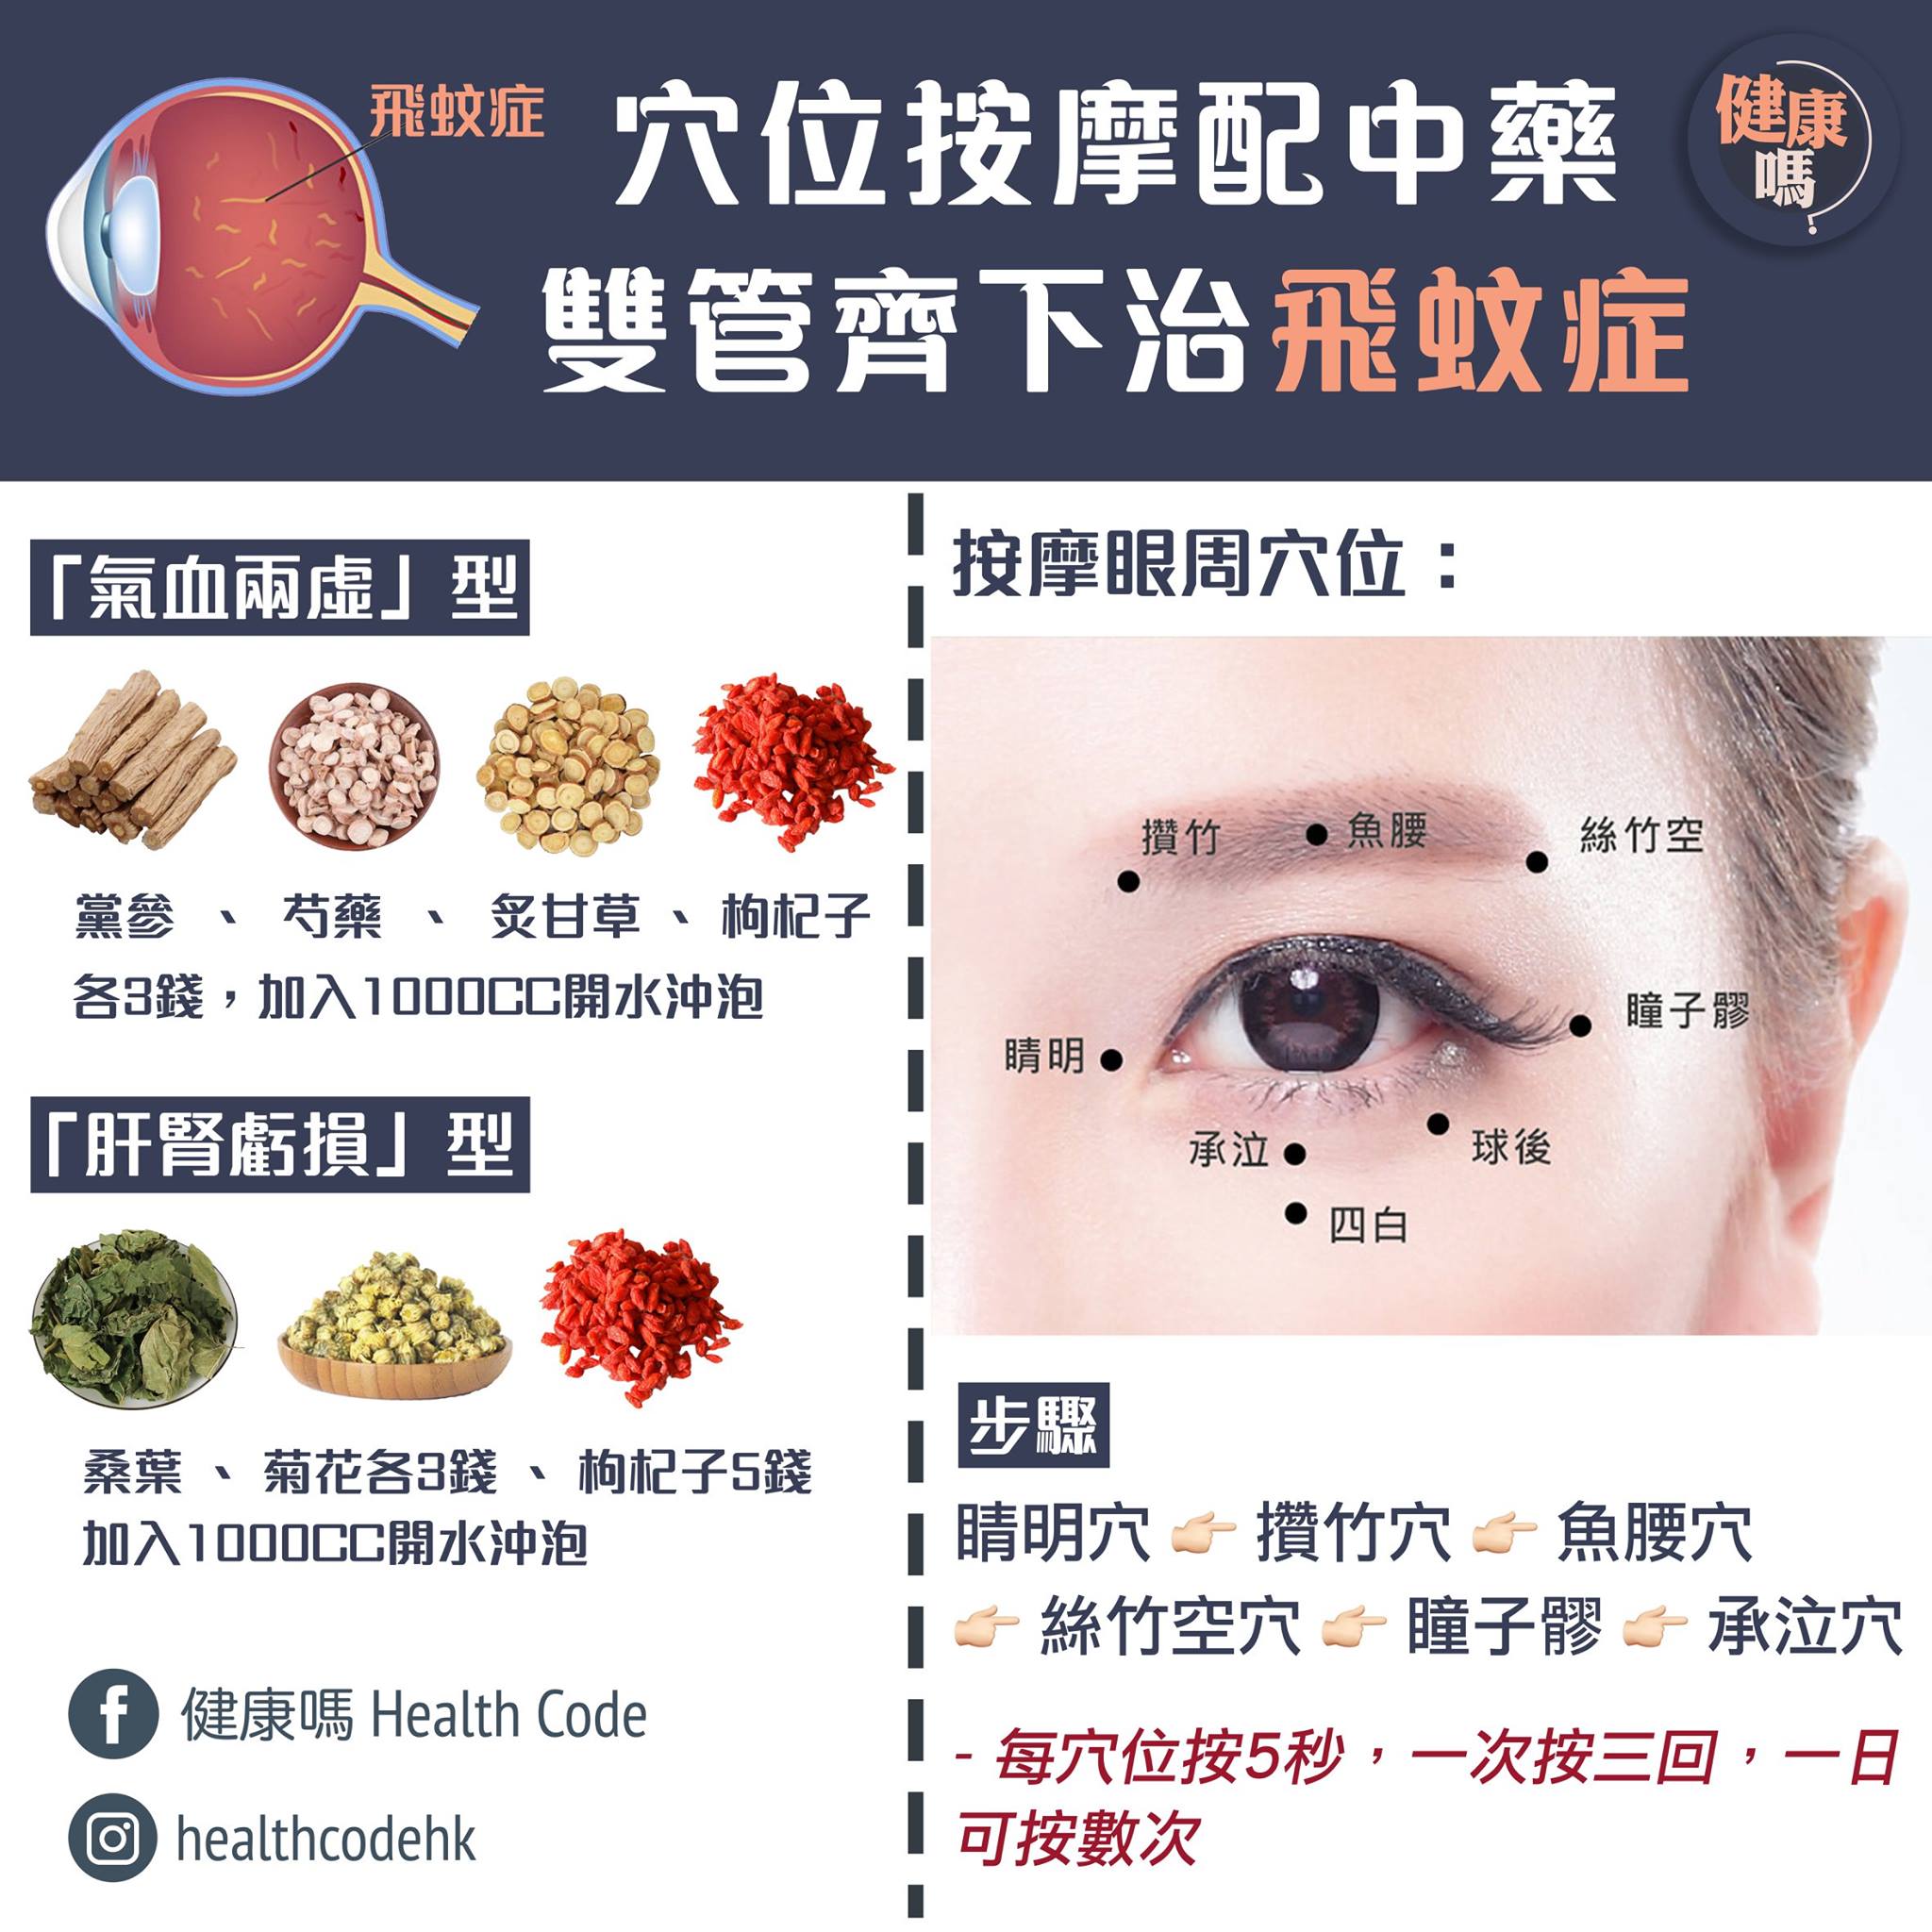 飛蚊症
穴位按摩配中藥
雙管齊下治飛蚊症
健康
嗎?
「氣血兩虛」型
黨參、芍藥、炙甘草、枸杞子
各3錢,加入1000CC開水沖泡
「肝腎虧損」型
桑葉、菊花各3錢、枸杞子5錢
加入1000CC開水沖泡
健康嗎 Health Code
healthcodehk
按摩眼周穴位:
攢竹
魚腰
絲竹空
瞳子髎
睛明
承泣
球後
四白
步驟
睛明穴 👉🏻 攢竹穴 👉🏻 魚腰穴
👉🏻 絲竹空穴 👉🏻 瞳子髎 👉🏻 承泣穴
- 每穴位按5秒,一次按三回,一日
可按數次